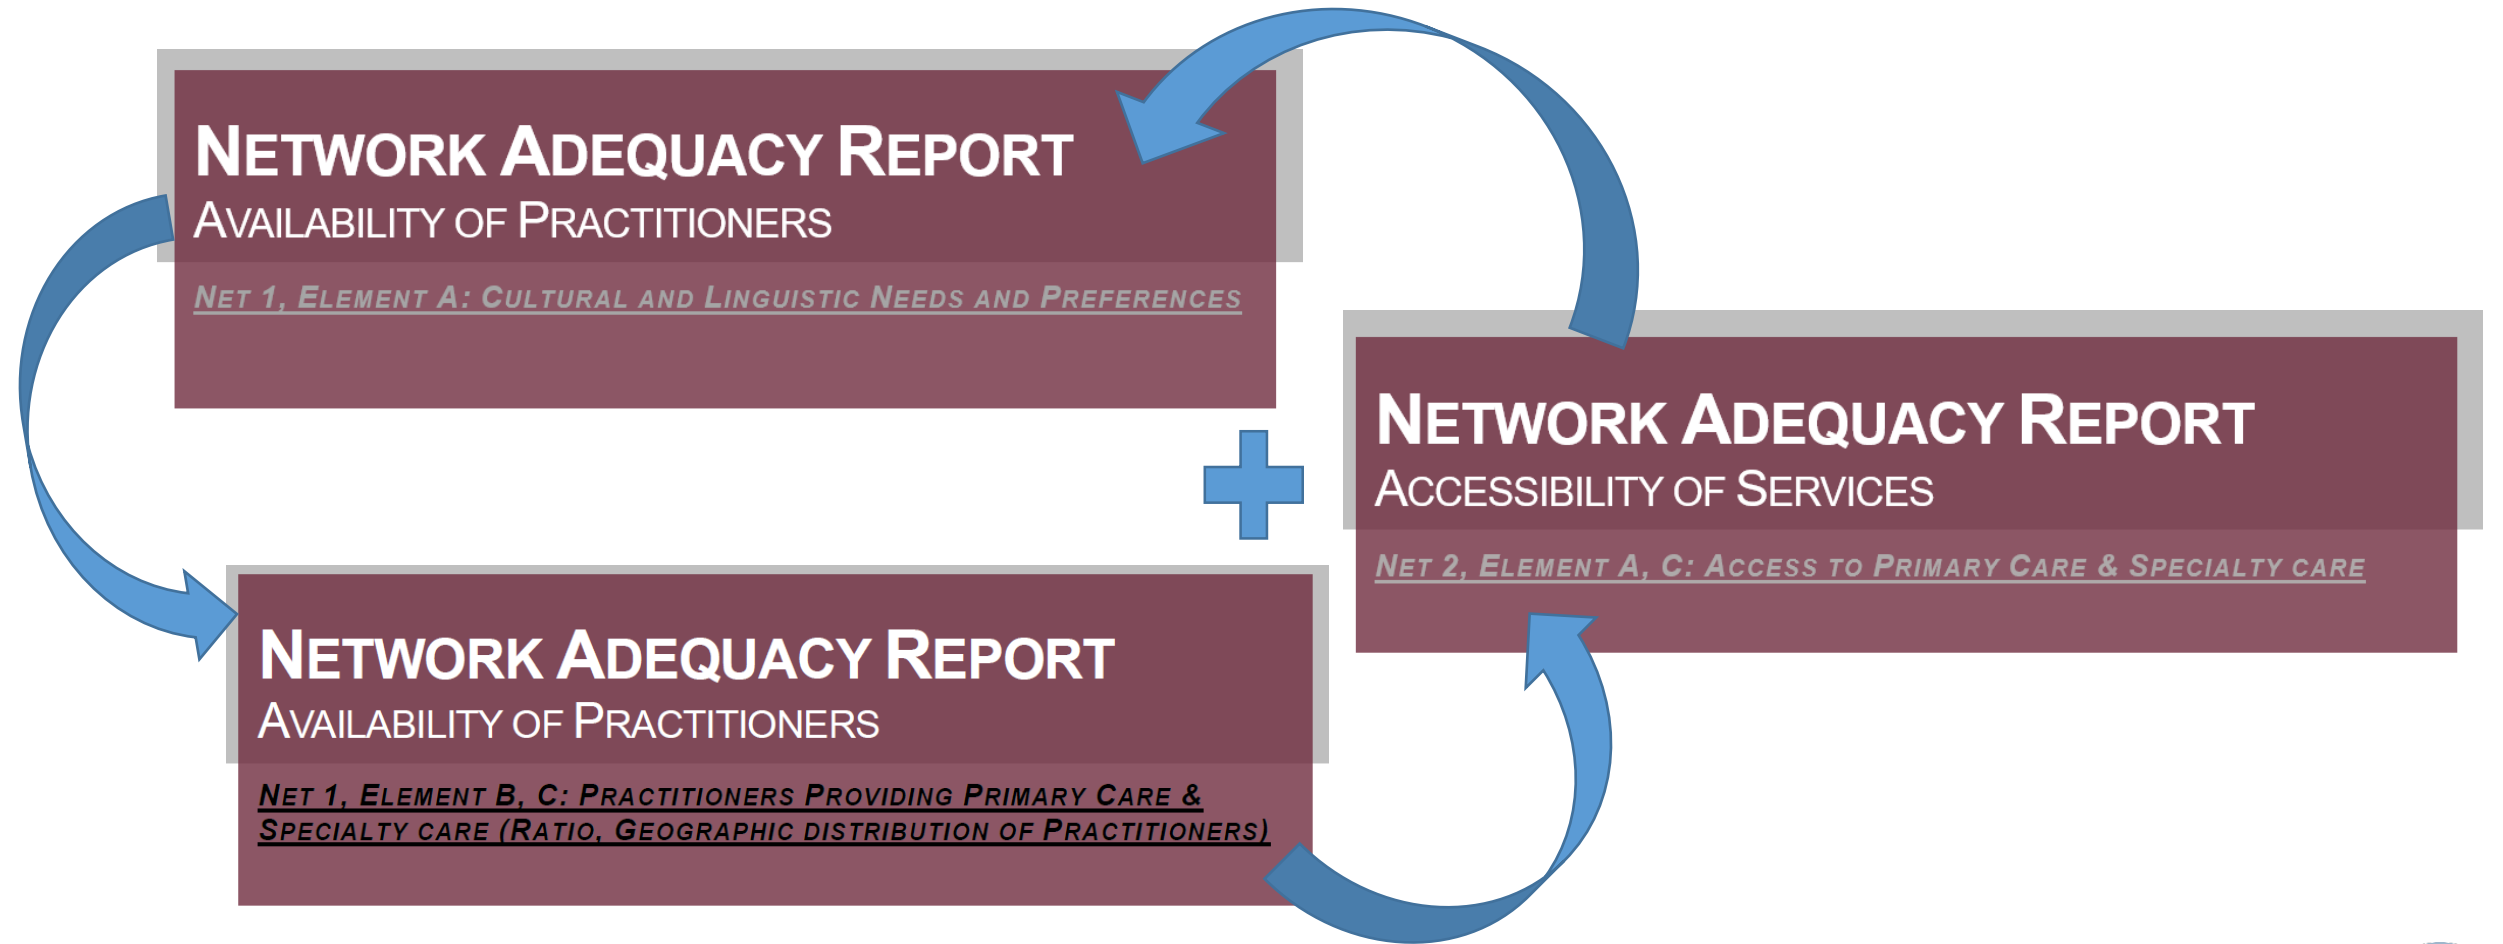 NETWORK ADEQUACY REPORT
AVAILABILITY OF PRACTITIONERS
NET 1, ELEMENT A: CULTURAL AND LINGUISTIC NEEDS AND PREFERENCES
NETWORK ADEQUACY REPORT
ACCESSIBILITY OF SERVICES
NET 2, ELEMENT A, C: ACCESS TO PRIMARY CARE & SPECIALTY CARE
NETWORK ADEQUACY REPORT
AVAILABILITY OF PRACTITIONERS
NET 1, ELEMENT B, C: PRACTITIONERS PROVIDING PRIMARY CARE &
SPECIALTY CARE (RATIO, GEOGRAPHIC DISTRIBUTION OF PRACTITIONERS)